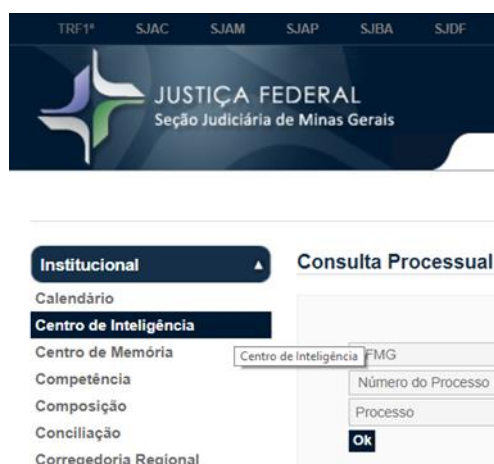 TRF1ª SJAC SJAM SJAP SJBA SJDF
JUSTIÇA FEDERAL
Seção Judiciária de Minas Gerais
Institucional
Calendário
Centro de Inteligência
Centro de Memória
Competência
Composição
Conciliação
Corregedoria Regional
Consulta Processual
Centro de Inteligência
FMG
Número do Processo
Processo
Ok